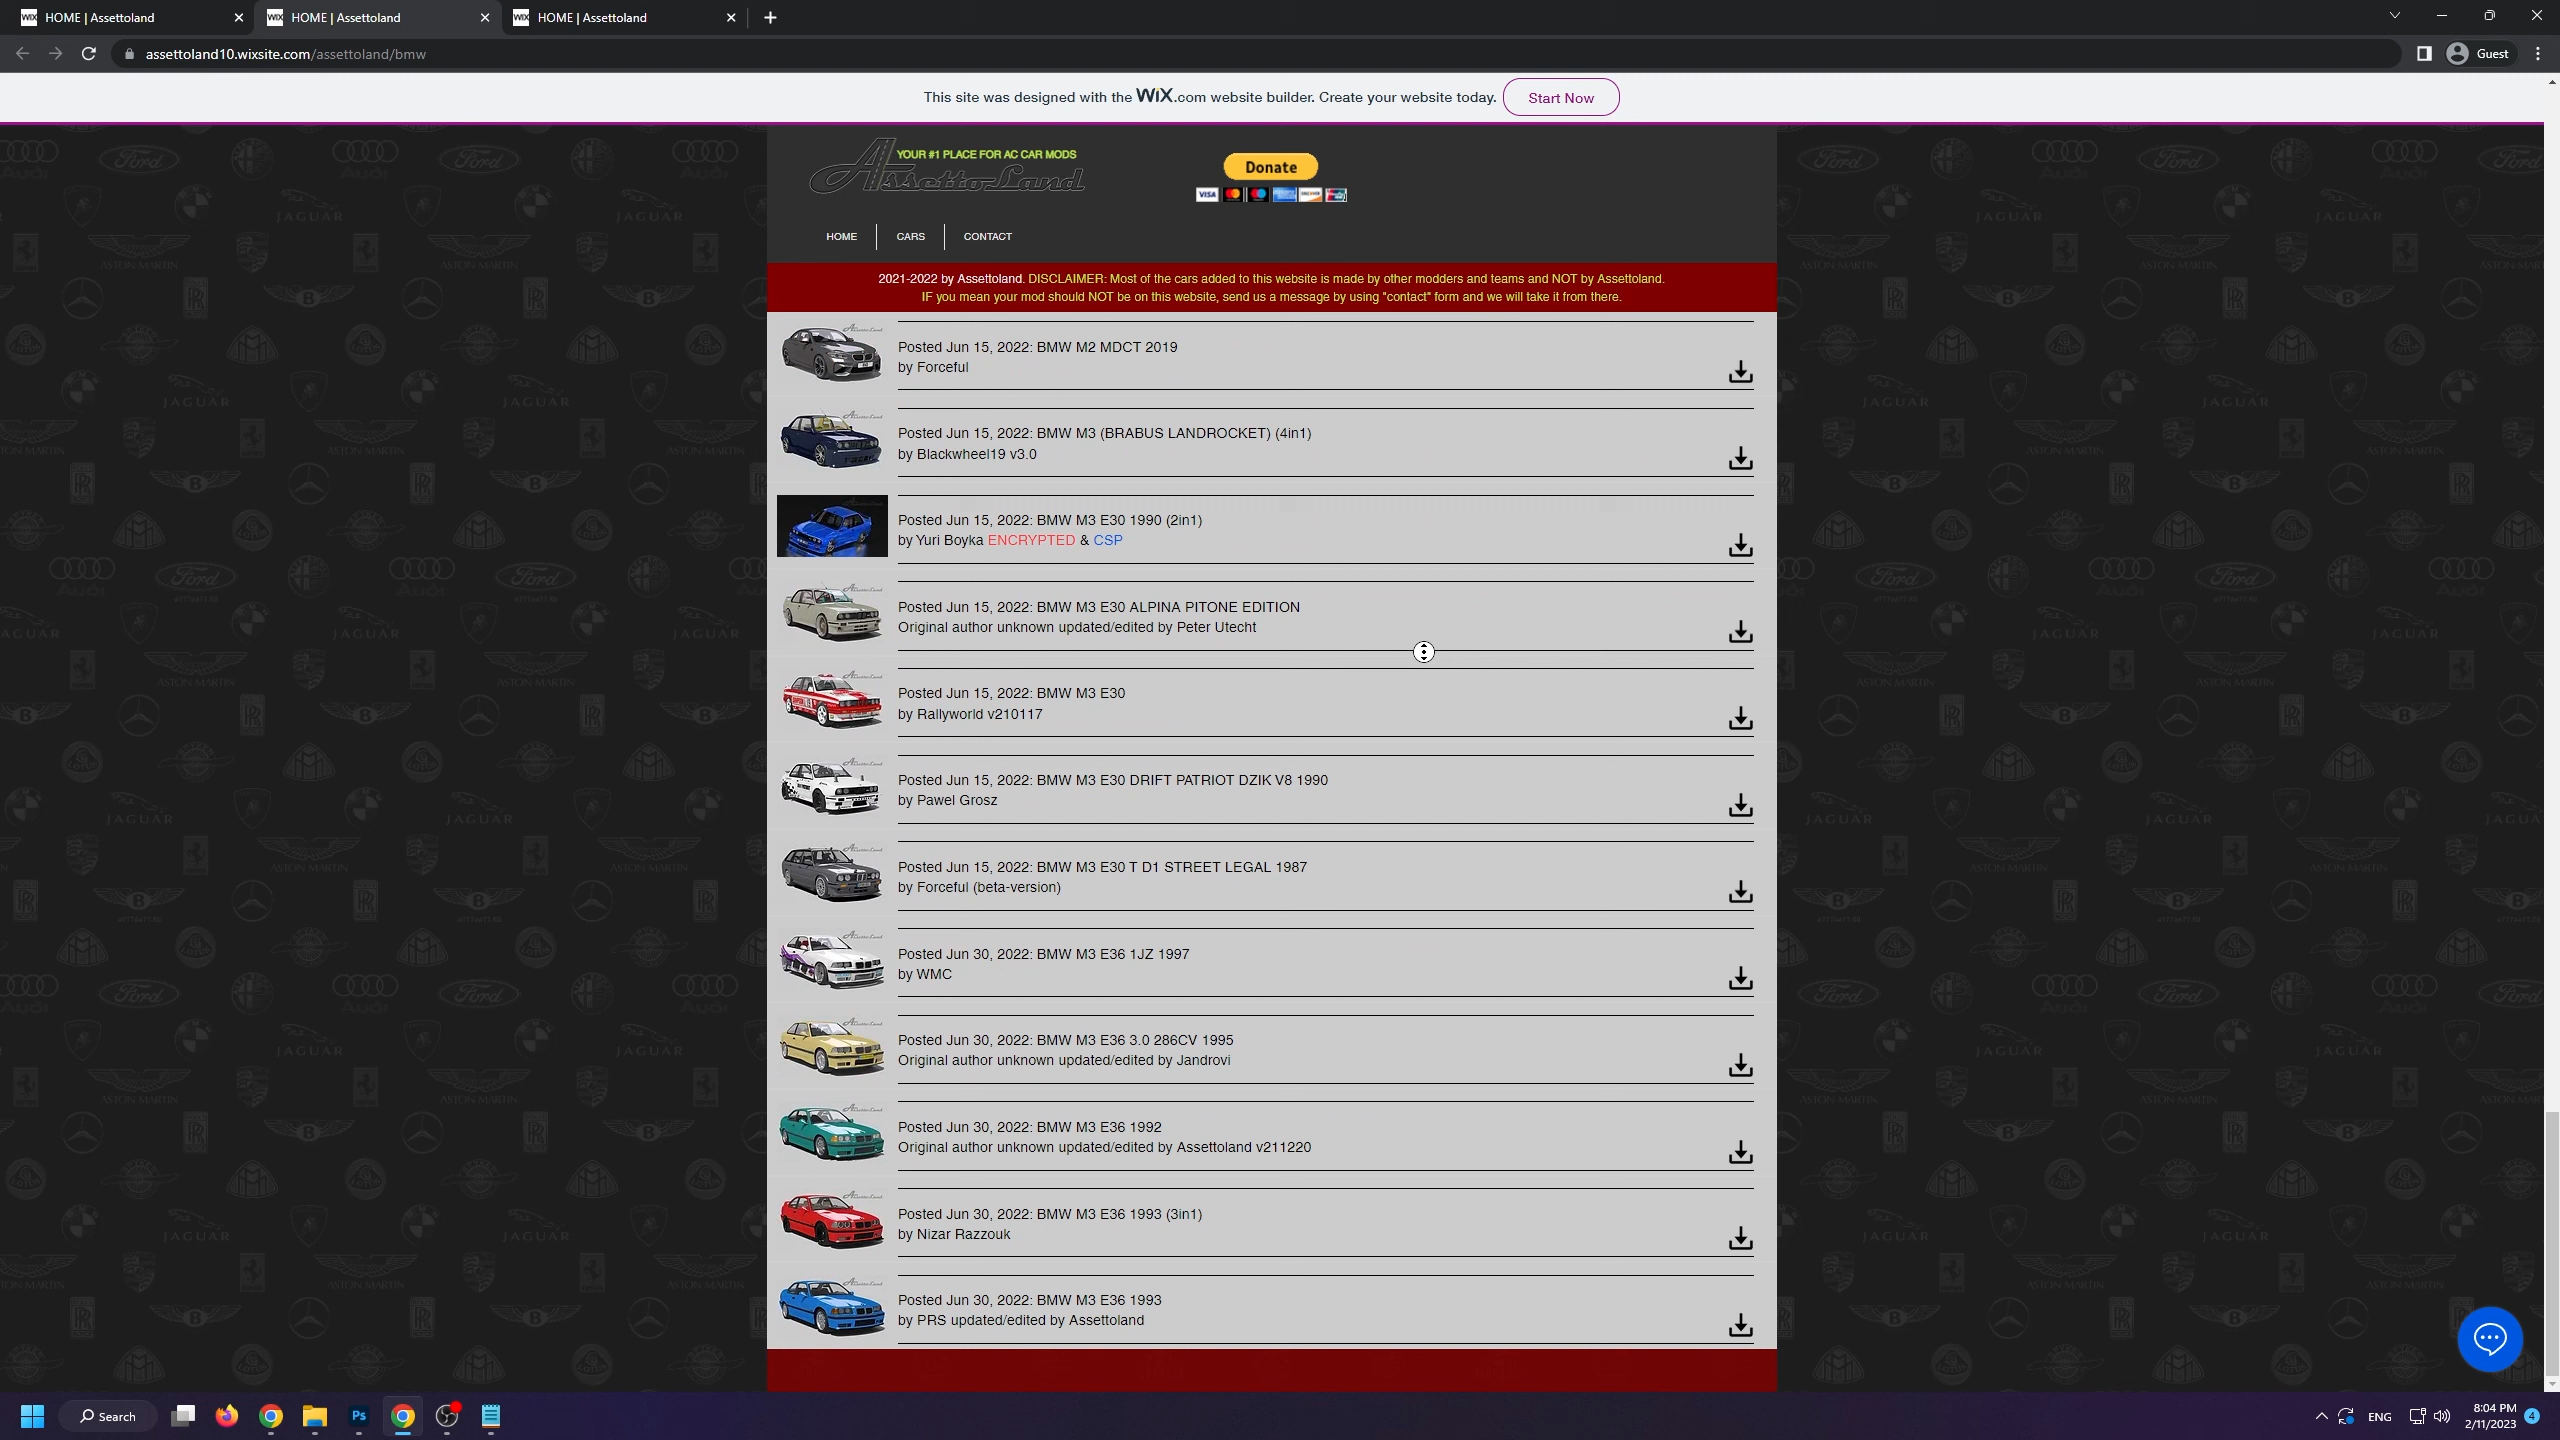 HOME | Assettoland
HOME | Assettoland
HOME | Assettoland
assettoland10.wixsite.com/assettoland/bmw
Guest
This site was designed with the WiX.com website builder. Create your website today.
Start Now
YOUR #1 PLACE FOR AC CAR MODS
AssettoLand
Donate
VISA
HOME
CARS
CONTACT
2021-2022 by Assettoland. DISCLAIMER: Most of the cars added to this website is made by other modders and teams and NOT by Assettoland.
IF you mean your mod should NOT be on this website, send us a message by using "contact" form and we will take it from there.
Posted Jun 15, 2022: BMW M2 MDCT 2019
by Forceful
Posted Jun 15, 2022: BMW M3 (BRABUS LANDROCKET) (4in1)
by Blackwheel19 v3.0
Posted Jun 15, 2022: BMW M3 E30 1990 (2in1)
by Yuri Boyka ENCRYPTED & CSP
Posted Jun 15, 2022: BMW M3 E30 ALPINA PITONE EDITION
Original author unknown updated/edited by Peter Utecht
Posted Jun 15, 2022: BMW M3 E30
by Rallyworld v210117
Posted Jun 15, 2022: BMW M3 E30 DRIFT PATRIOT DZIK V8 1990
by Pawel Grosz
Posted Jun 15, 2022: BMW M3 E30 T D1 STREET LEGAL 1987
by Forceful (beta-version)
Posted Jun 30, 2022: BMW M3 E36 1JZ 1997
by WMC
Posted Jun 30, 2022: BMW M3 E36 3.0 286CV 1995
Original author unknown updated/edited by Jandrovi
Posted Jun 30, 2022: BMW M3 E36 1992
Original author unknown updated/edited by Assettoland v211220
Posted Jun 30, 2022: BMW M3 E36 1993 (3in1)
by Nizar Razzouk
Posted Jun 30, 2022: BMW M3 E36 1993
by PRS updated/edited by Assettoland
Search
Ps
ENG
8:04 PM
2/11/2023
4